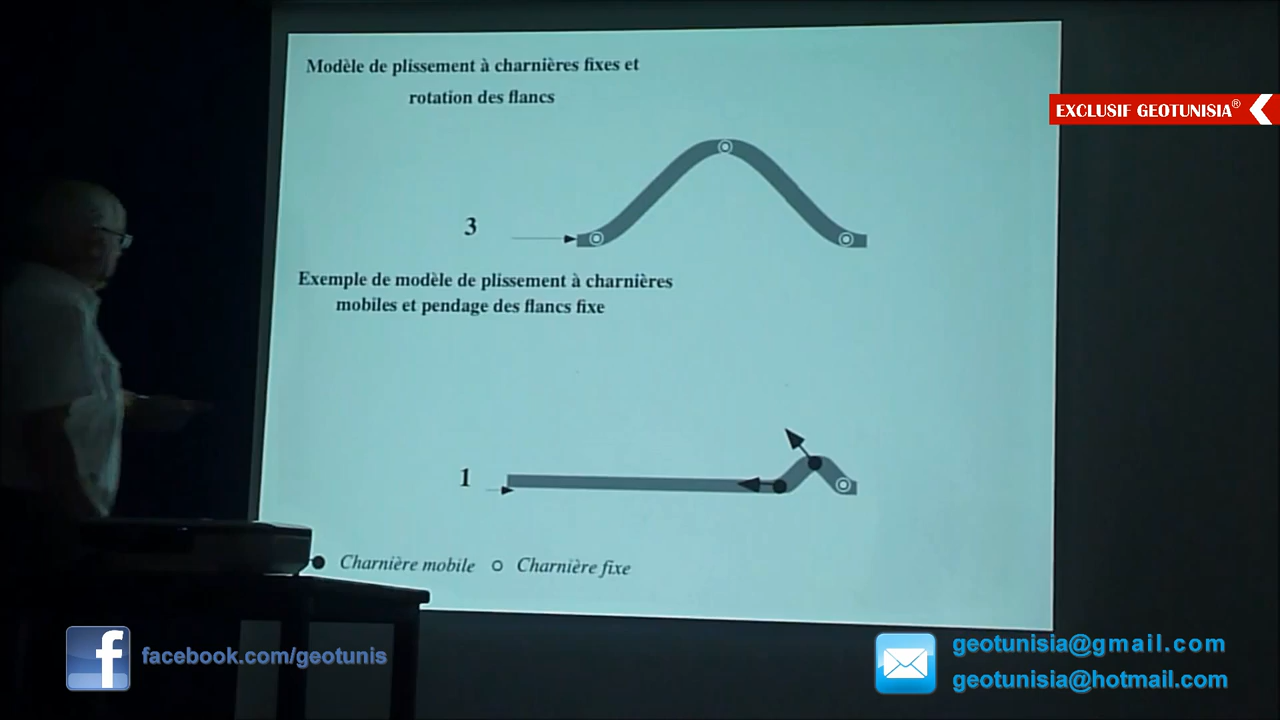 Modèle de plissement à charnières fixes et
rotation des flancs
EXCLUSIF GEOTUNISIA®
3
Exemple de modèle de plissement à charnières
mobiles et pendage des flancs fixe
1
Charnière mobile Charnière fixe
facebook.com/geotunis
geotunisia@gmail.com
geotunisia@hotmail.com